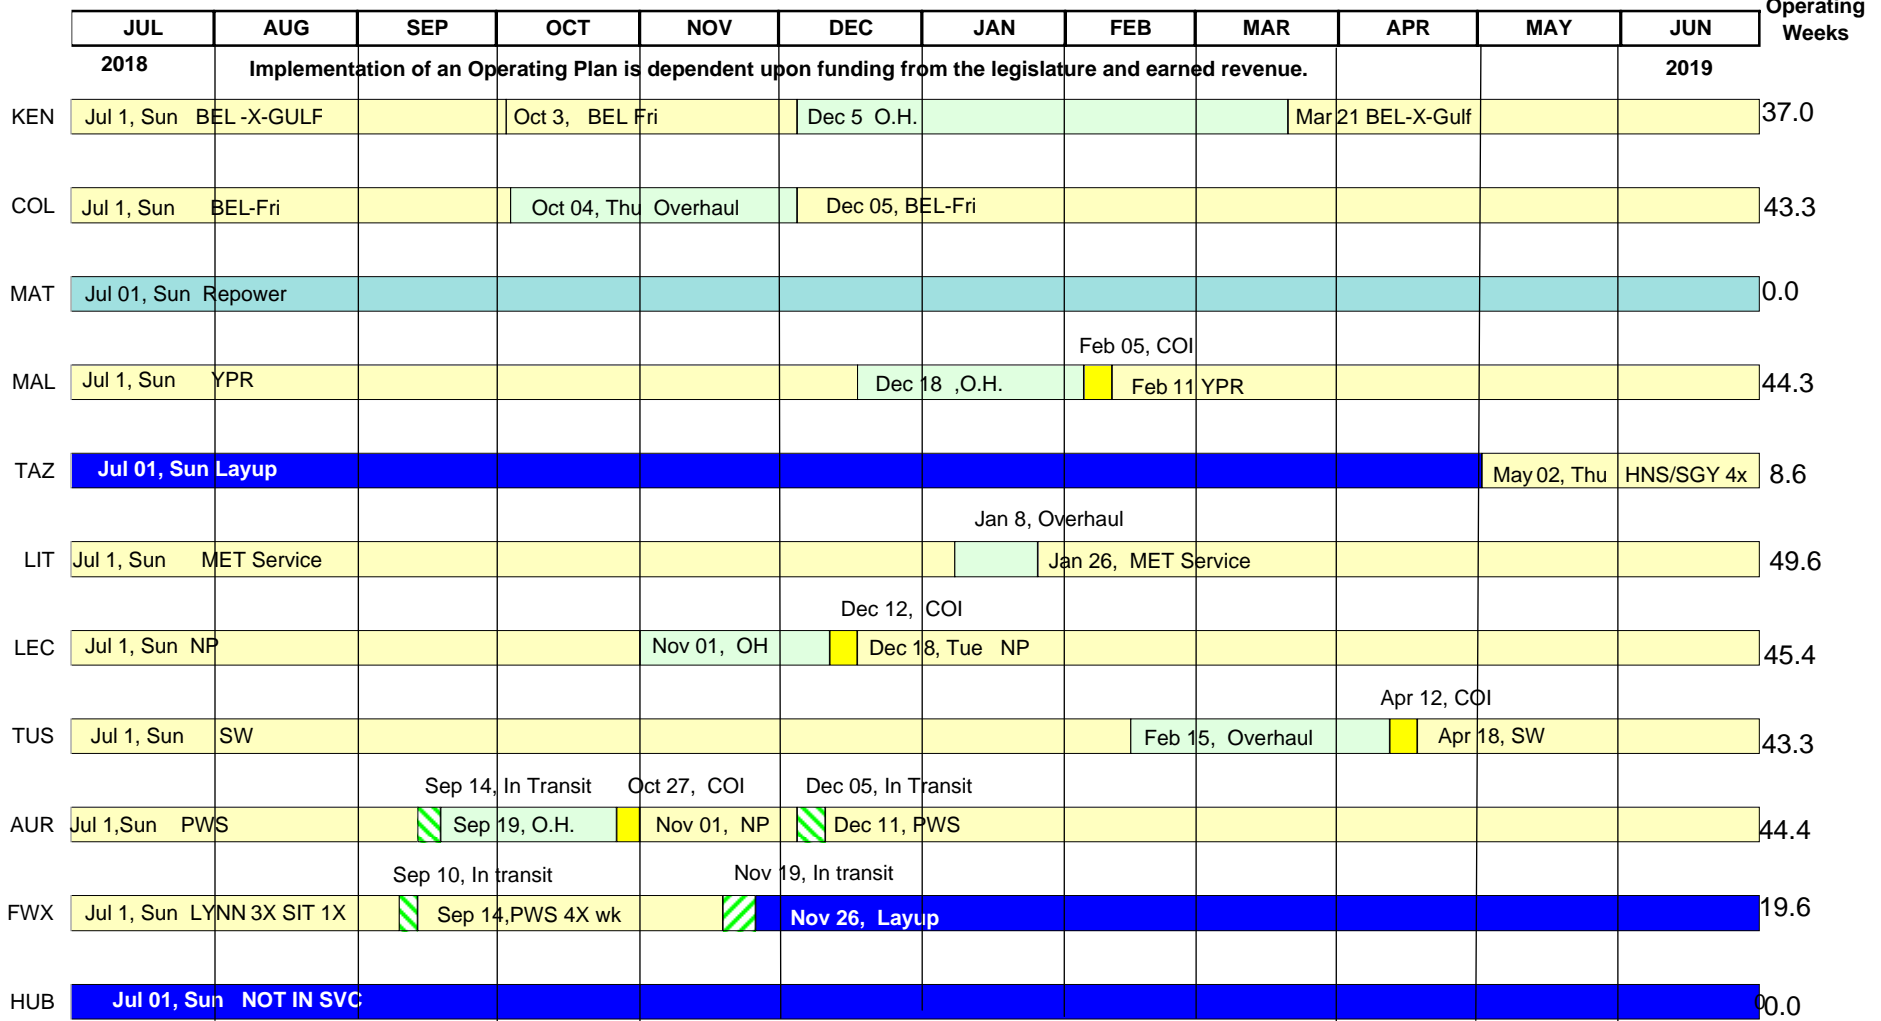 Operating
JUL AUG SEP OCT NOV DEC JAN FEB MAR APR MAY JUN Weeks
2018 Implementation of an Operating Plan is dependent upon funding from the legislature and earned revenue. 2019
KEN Jul 1, Sun BEL -X-GULF Oct 3, BEL Fri Dec 5 O.H. Mar 21 BEL-X-Gulf 37.0
COL Jul 1, Sun BEL-Fri Oct 04, Thu Overhaul Dec 05, BEL-Fri 43.3
MAT Jul 01, Sun Repower 0.0
Feb 05, COI
MAL Jul 1, Sun YPR Dec 18 ,O.H. Feb 11 YPR 44.3
TAZ Jul 01, Sun Layup May 02, Thu HNS/SGY 4x 8.6
Jan 8, Overhaul
LIT Jul 1, Sun MET Service Jan 26, MET Service 49.6
Dec 12, COI
LEC Jul 1, Sun NP Nov 01, OH Dec 18, Tue NP 45.4
Apr 12, COI
TUS Jul 1, Sun SW Feb 15, Overhaul Apr 18, SW 43.3
Sep 14, In Transit Oct 27, COI Dec 05, In Transit
AUR Jul 1,Sun PWS Sep 19, O.H. Nov 01, NP Dec 11, PWS 44.4
Sep 10, In transit Nov 19, In transit
FWX Jul 1, Sun LYNN 3X SIT 1X Sep 14,PWS 4X wk Nov 26, Layup 19.6
HUB Jul 01, Sun NOT IN SVC 0 0.0